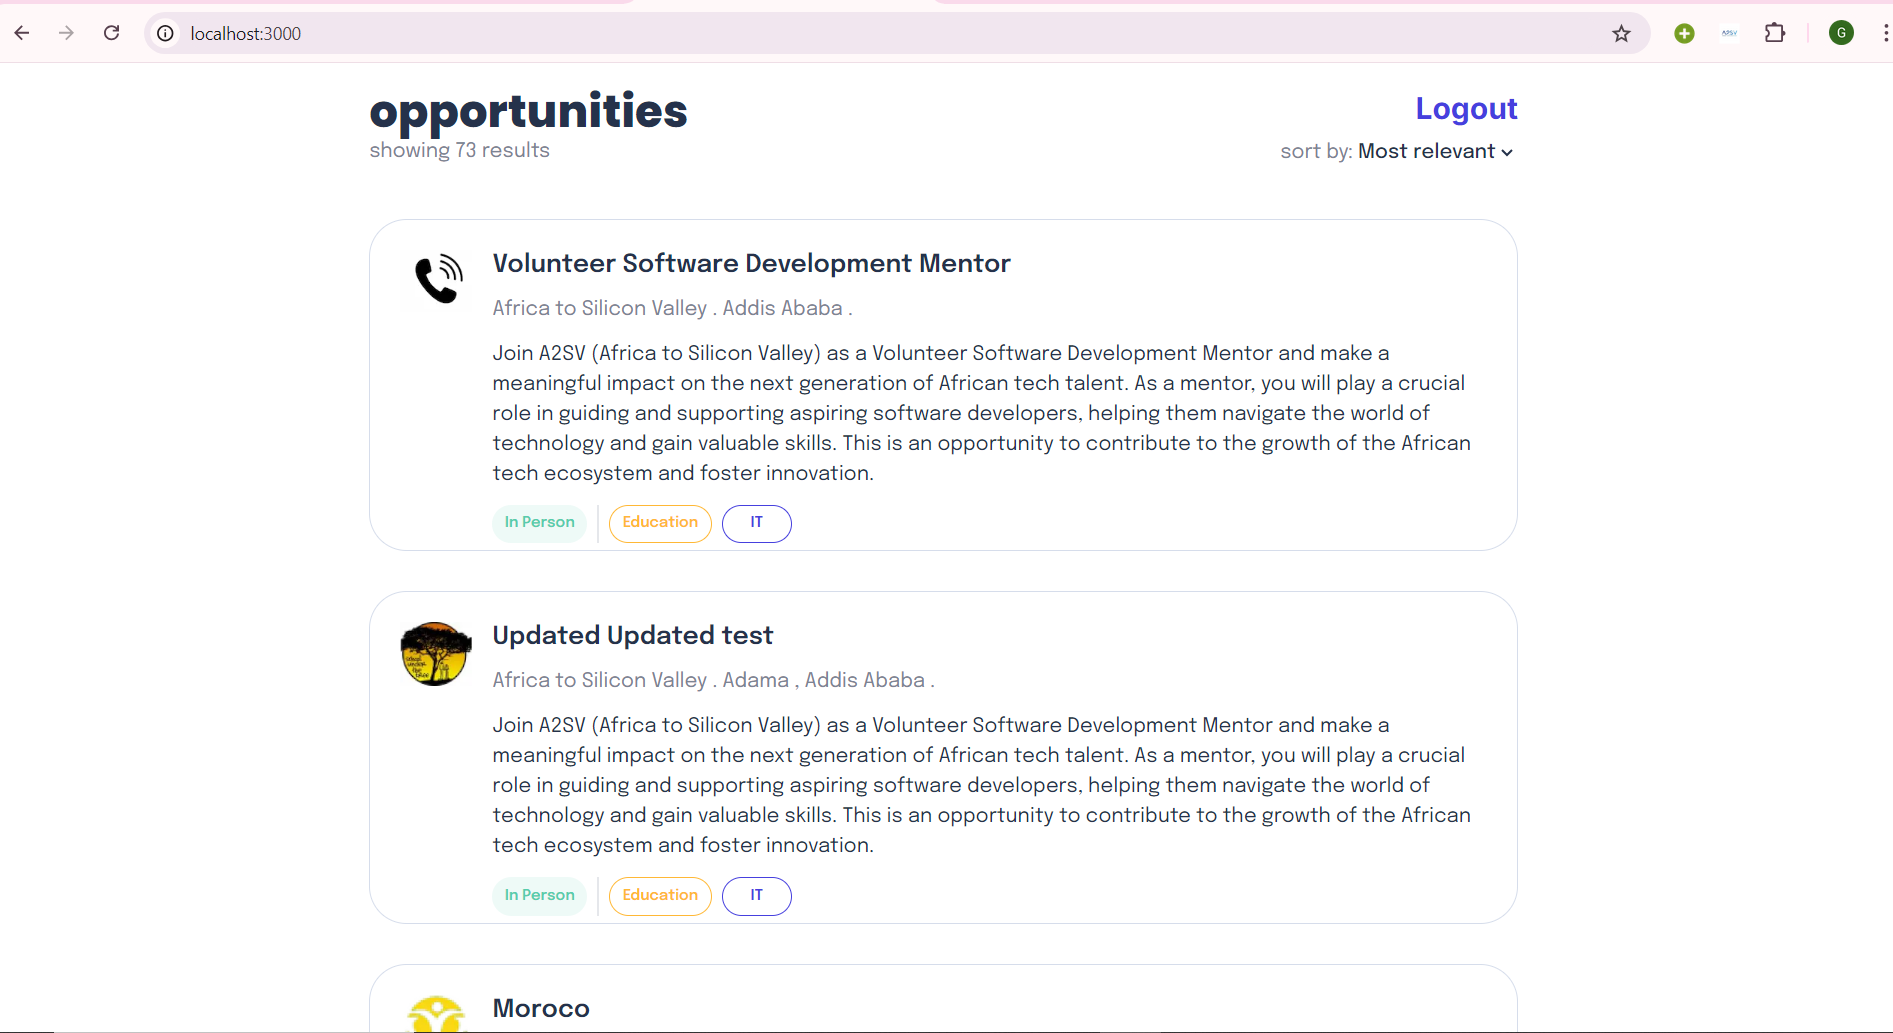 localhost:3000
G
opportunities
Logout
showing 73 results
sort by: Most relevant
Volunteer Software Development Mentor
Africa to Silicon Valley . Addis Ababa .
Join A2SV (Africa to Silicon Valley) as a Volunteer Software Development Mentor and make a
meaningful impact on the next generation of African tech talent. As a mentor, you will play a crucial
role in guiding and supporting aspiring software developers, helping them navigate the world of
technology and gain valuable skills. This is an opportunity to contribute to the growth of the African
tech ecosystem and foster innovation.
In Person
Education
IT
Updated Updated test
Africa to Silicon Valley . Adama , Addis Ababa .
Join A2SV (Africa to Silicon Valley) as a Volunteer Software Development Mentor and make a
meaningful impact on the next generation of African tech talent. As a mentor, you will play a crucial
role in guiding and supporting aspiring software developers, helping them navigate the world of
technology and gain valuable skills. This is an opportunity to contribute to the growth of the African
tech ecosystem and foster innovation.
In Person
Education
IT
Moroco